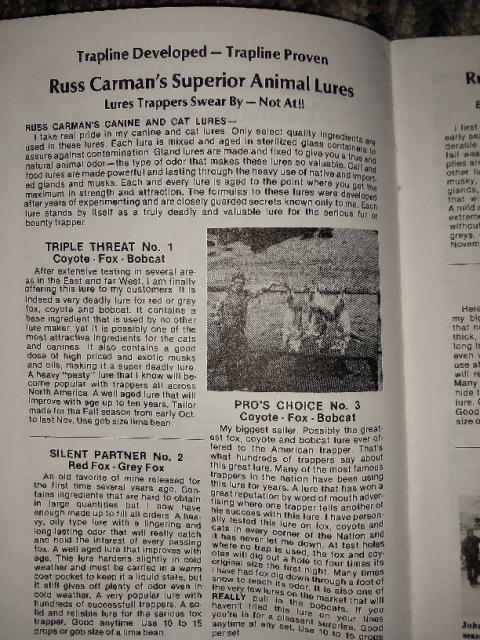 Trapline Developed — Trapline Proven
Russ Carman's Superior Animal Lures
Lures Trappers Swear By — Not At!!
RUSS CARMAN'S CANINE AND CAT LURES—
I take real pride in my canine and cat lures. Only select quality ingredients are
used in these lures. Each lure is mixed and aged in sterilized glass containers to
assure against contamination. Gland lures are made and fixed to give you a true and
natural animal odor—the type of odor that makes these lures so valuable. Call and
food lures are made powerful and lasting through the heavy use of native and import-
ed glands and musks. Each and every lure is aged to the point where you get the
maximum in strength and attraction. The formulas to these lures were developed
after years of experimenting and are closely guarded secrets known only to me. Each
lure stands by itself as a truly deadly and valuable lure for the serious fur or
bounty trapper.
TRIPLE THREAT No. 1
Coyote - Fox - Bobcat
After extensive testing in several are-
as in the East and far West, I am finally
offering this lure to my customers. It is
indeed a very deadly lure for red or grey
fox, coyote and bobcat. It contains a
base ingredient that is used by no other
lure maker, yet it is possibly one of the
most attractive ingredients for the cats
and canines. It also contains a good
dose of high priced and exotic musks
and oils, making it a super deadly lure.
A heavy "pasty" lure that I know will be-
come popular with trappers all across
North America. A well aged lure that will
improve with age up to ten years. Tailor
made for the Fall season from early Oct.
to last Nov. Use gob size lima bean.
SILENT PARTNER No. 2
Red Fox - Grey Fox
An old favorite of mine released for
the first time several years ago. Con-
tains ingredients that are hard to obtain
in large quantities but I now have
enough made up to fill all orders. A hea-
vy, oily type lure with a lingering and
long lasting odor that will really catch
and hold the interest of every passing
fox. A well aged lure that improves with
age. This lure hardens slightly in cold
weather and must be carried in a warm
coat pocket to keep it a liquid state, but
it still gives off plenty of odor even in
cold weather. A very popular lure with
hundreds of successful trappers. A so-
lid and reliable lure for the serious fox
trapper. Good anytime. Use 10 to 15
drops or gob size of a lima bean.
PRO'S CHOICE No. 3
Coyote - Fox - Bobcat
My biggest seller. Possibly the great-
est fox, coyote and bobcat lure ever of-
fered to the American trapper. That's
what hundreds of trappers say about
this great lure. Many of the most famous
trappers in the nation have been using
this lure for years. A lure that has won a
great reputation by word of mouth adver-
tising where one trapper tells another of
his success with this lure. I have person-
ally tested this lure on fox, coyote and
cats in every corner of the Nation and
it has never let me down. At test holes
where no trap is used, the fox and coy-
otes will dig out a hole to four times its
original size the first night. Many times
I have had fox dig down through a foot of
snow to reach its odor. It is also one of
the very few lures on the market that will
REALLY pull in the bobcats. If you
haven't tried this lure on your lines
you're in for a pleasant surprise. Good
anytime at any set. Use 10 to 15 drops
per set